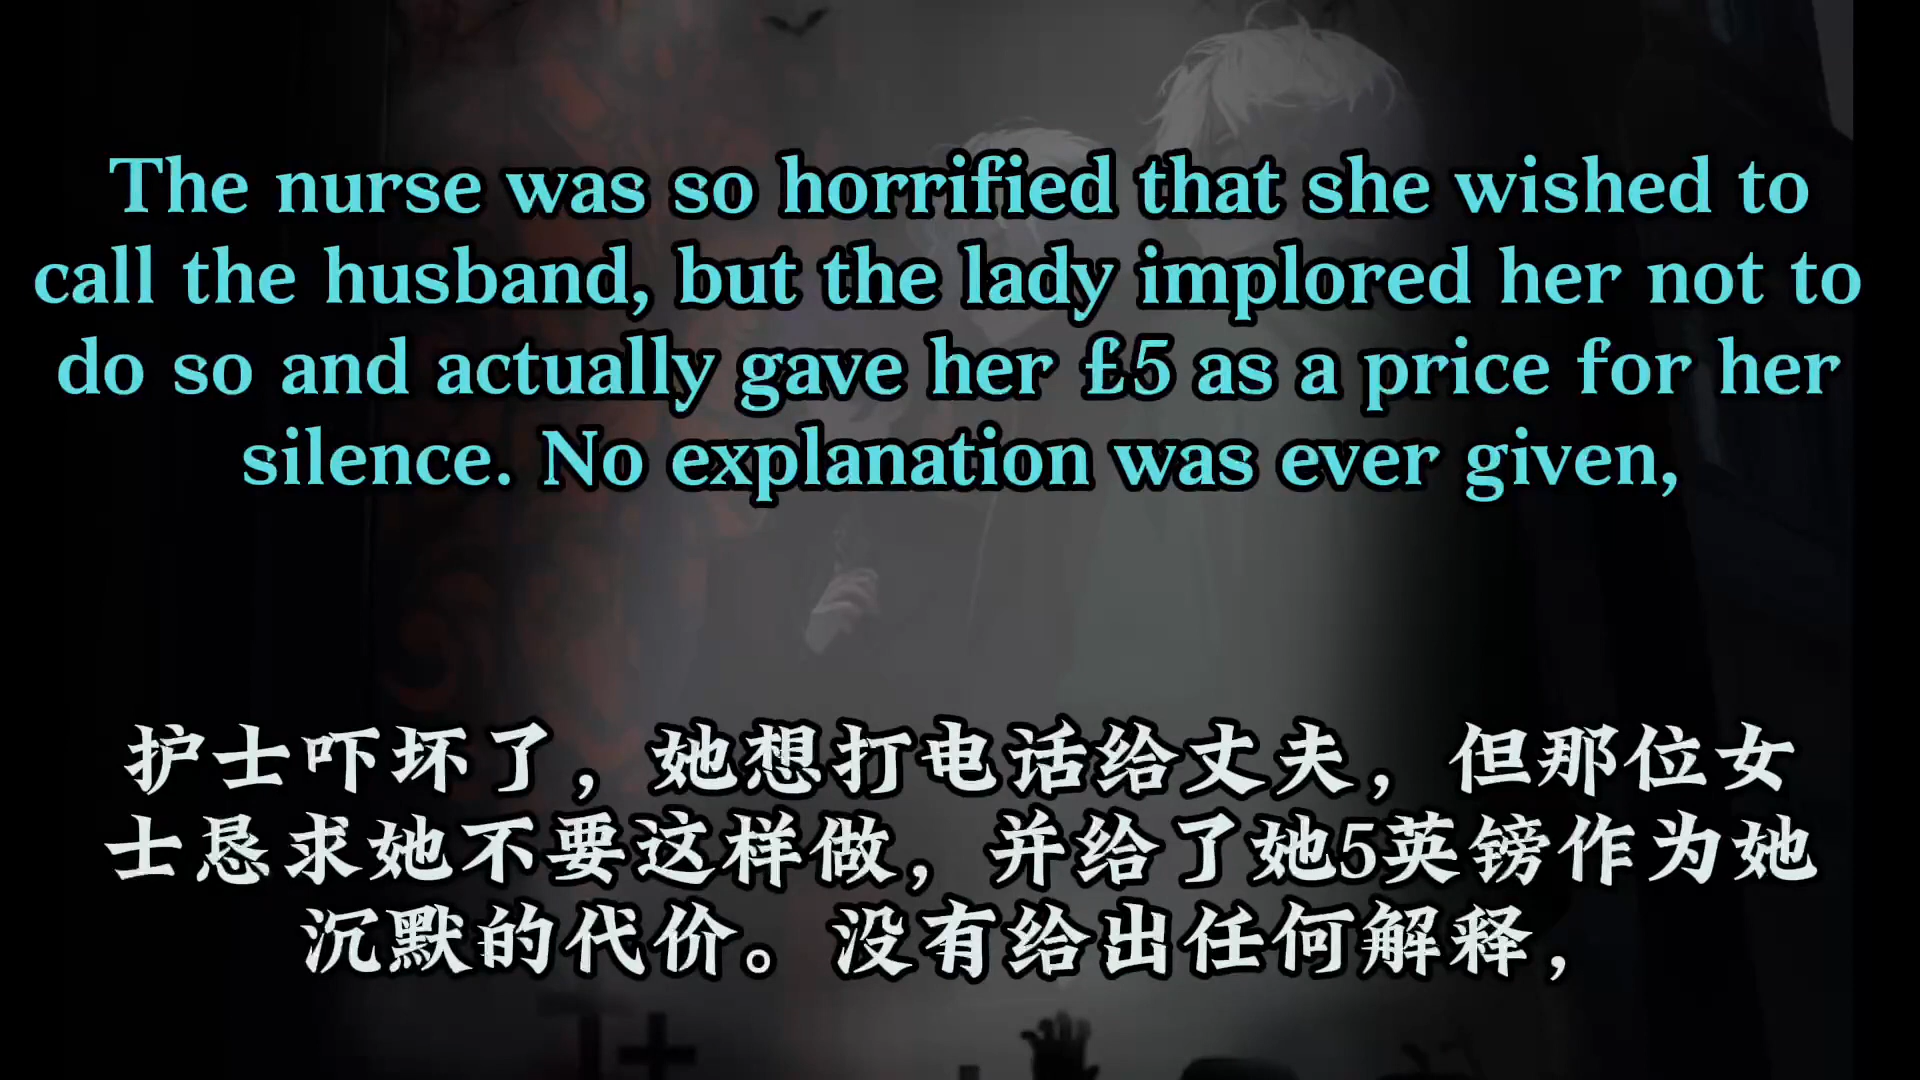 The nurse was so horrified that she wished to
call the husband, but the lady implored her not to
do so and actually gave her £5 as a price for her
silence. No explanation was ever given,
护士吓坏了，她想打电话给丈夫，但那位女
士恳求她不要这样做，并给了她5英镑作为她
沉默的代价。没有给出任何解释，